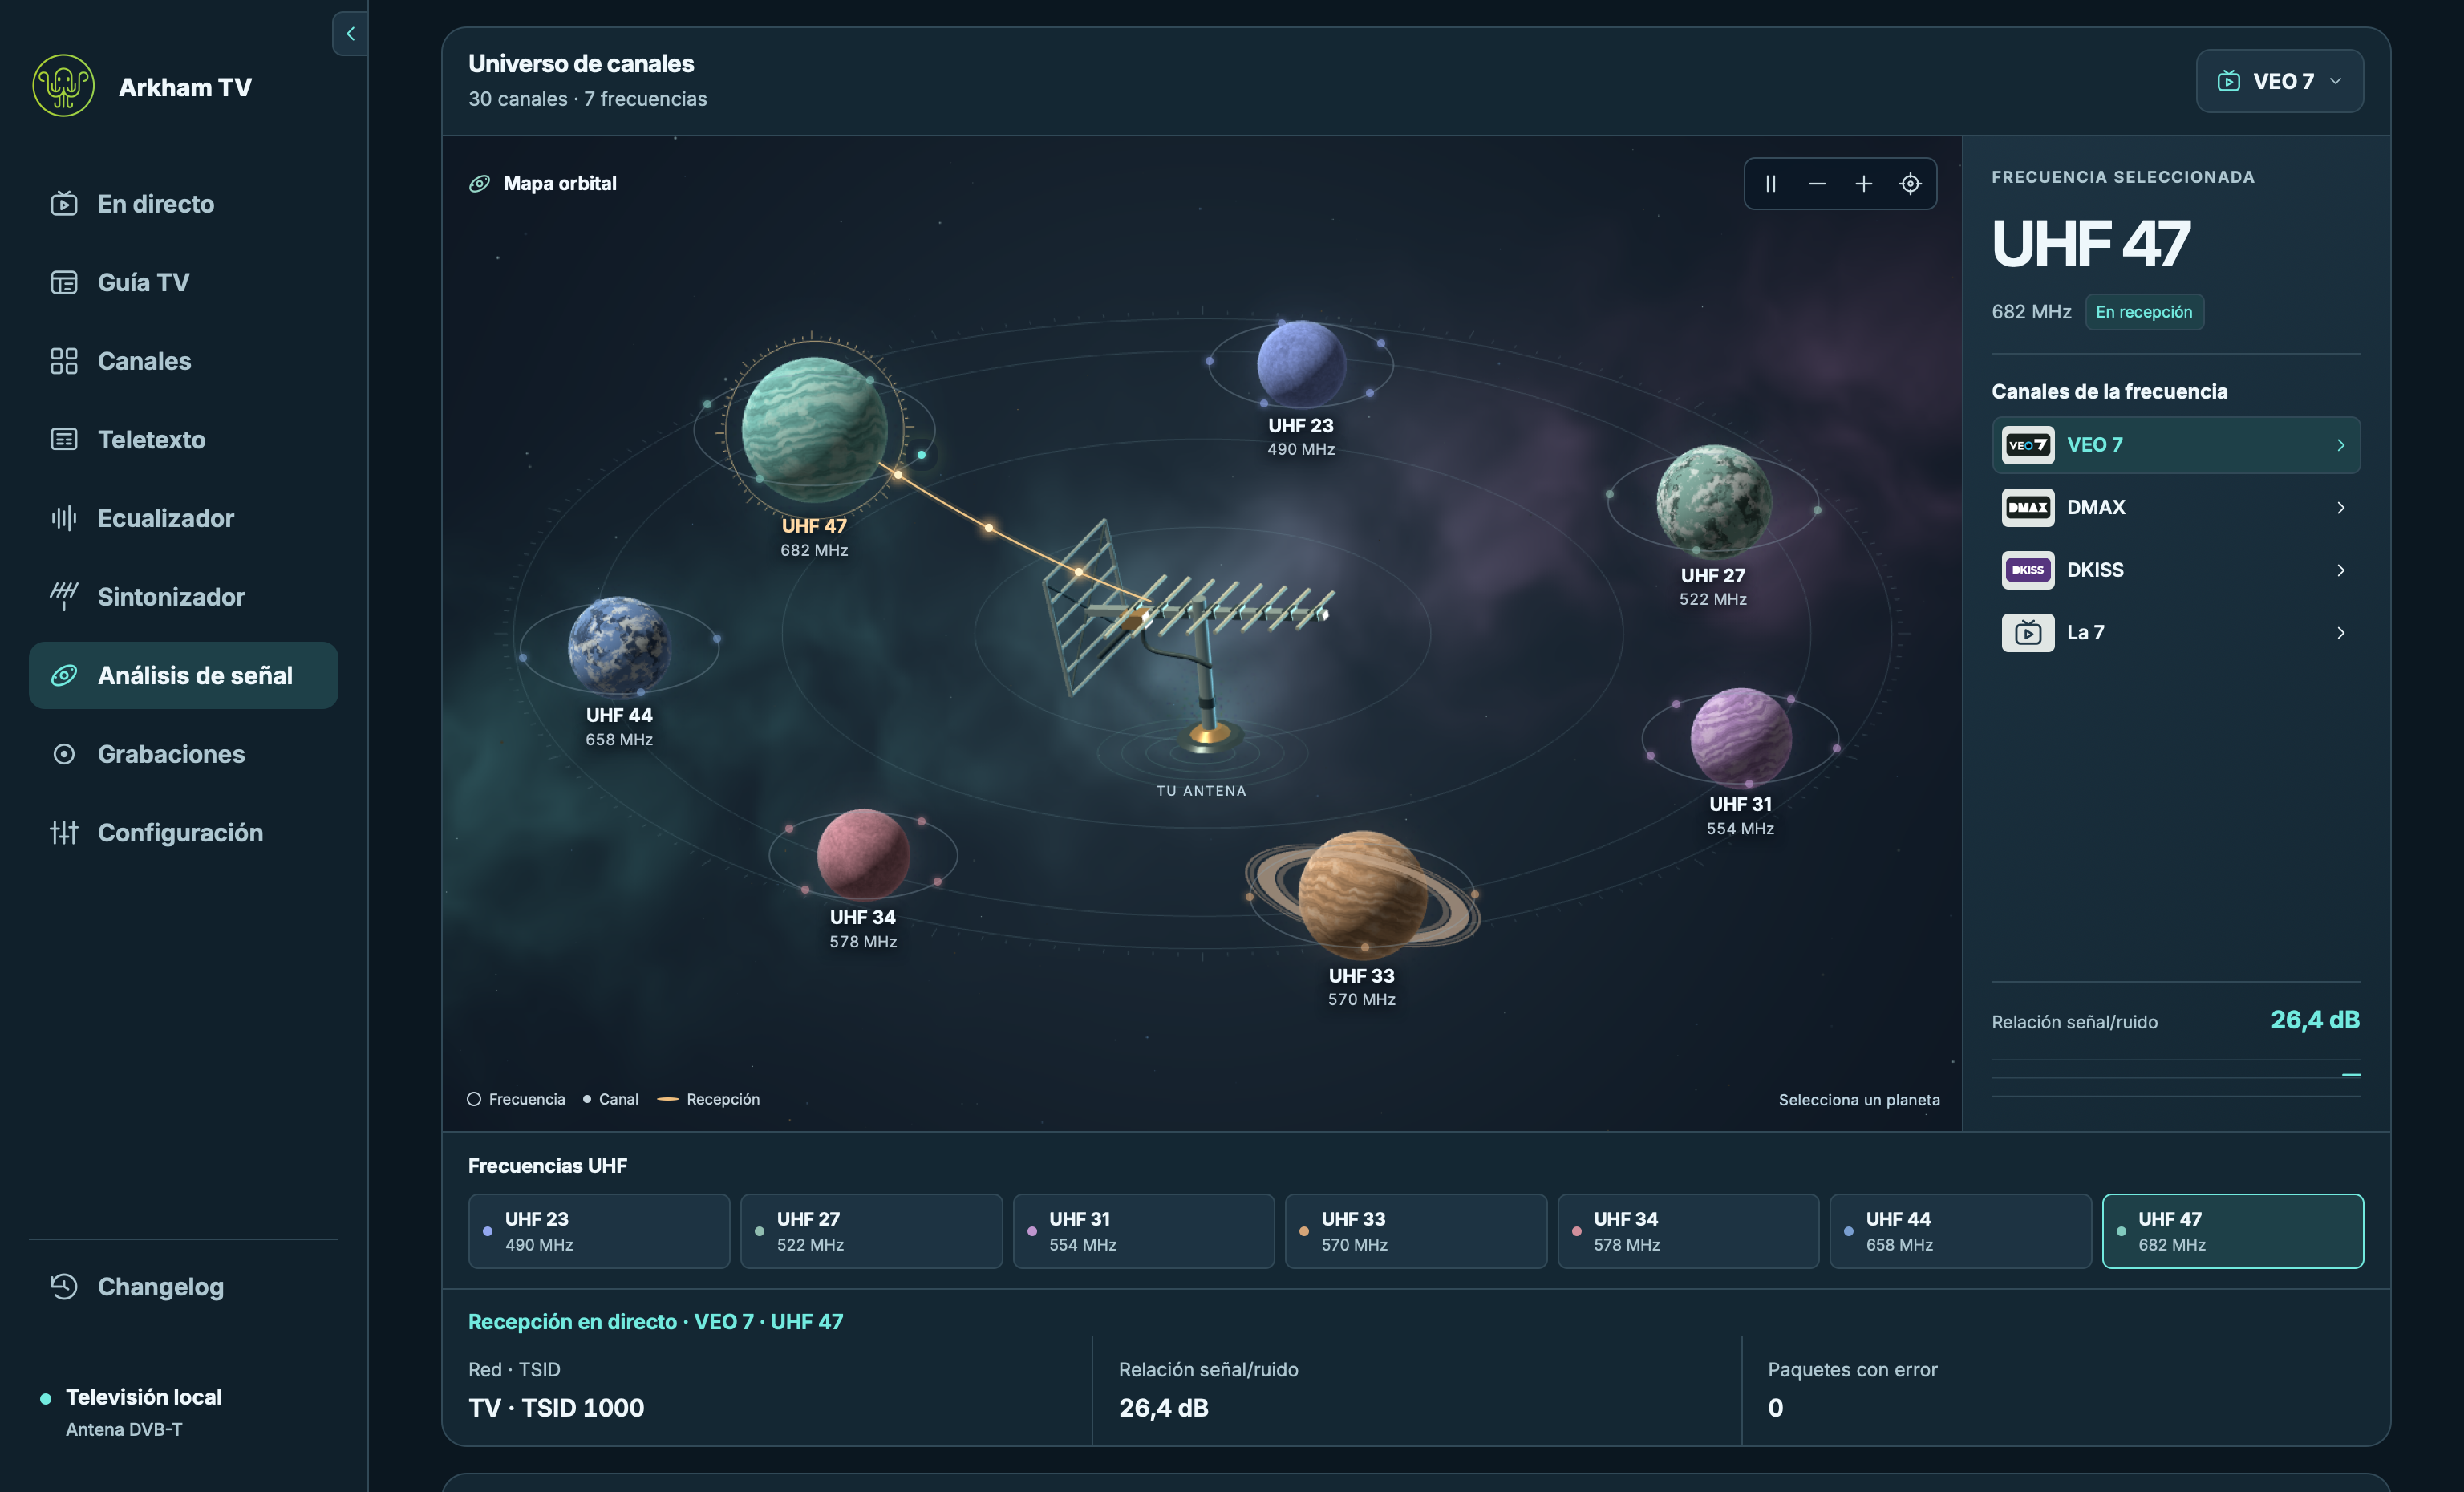 Arkham TV
En directo
Guía TV
Canales
Teletexto
Ecualizador
Sintonizador
Análisis de señal
Grabaciones
Configuración
Changelog
Televisión local
Antena DVB-T
Universo de canales
30 canales · 7 frecuencias
VEO 7
Mapa orbital
UHF 23
490 MHz
UHF 47
682 MHz
UHF 27
522 MHz
UHF 44
658 MHz
TU ANTENA
UHF 31
554 MHz
UHF 34
578 MHz
UHF 33
570 MHz
Frecuencia
Canal
Recepción
Selecciona un planeta
FRECUENCIA SELECCIONADA
UHF 47
682 MHz
En recepción
Canales de la frecuencia
VEO7
VEO 7
DMAX
DMAX
DKISS
DKISS
La 7
Relación señal/ruido
26,4 dB
Frecuencias UHF
UHF 23
490 MHz
UHF 27
522 MHz
UHF 31
554 MHz
UHF 33
570 MHz
UHF 34
578 MHz
UHF 44
658 MHz
UHF 47
682 MHz
Recepción en directo · VEO 7 · UHF 47
Red · TSID
TV · TSID 1000
Relación señal/ruido
26,4 dB
Paquetes con error
0